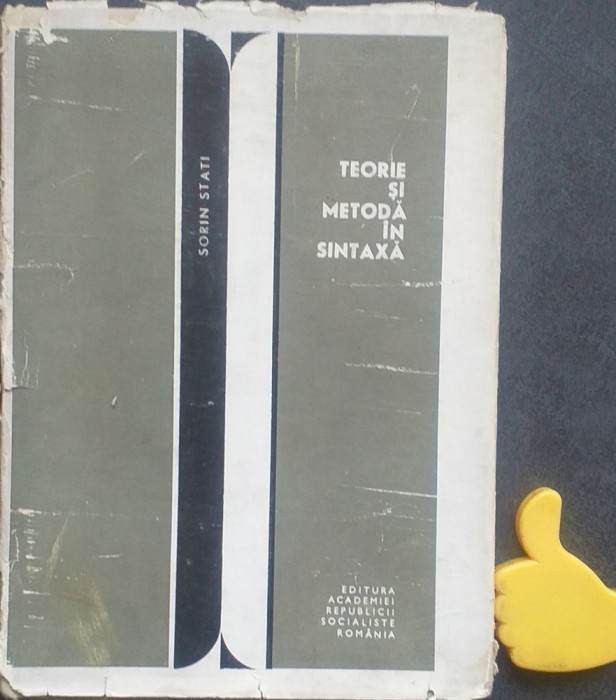 SORIN STATI
TEORIE
ȘI
METODĂ
ÎN
SINTAXĂ
EDITURA
ACADEMIEI
REPUBLICII
SOCIALISTE
ROMÂNIA